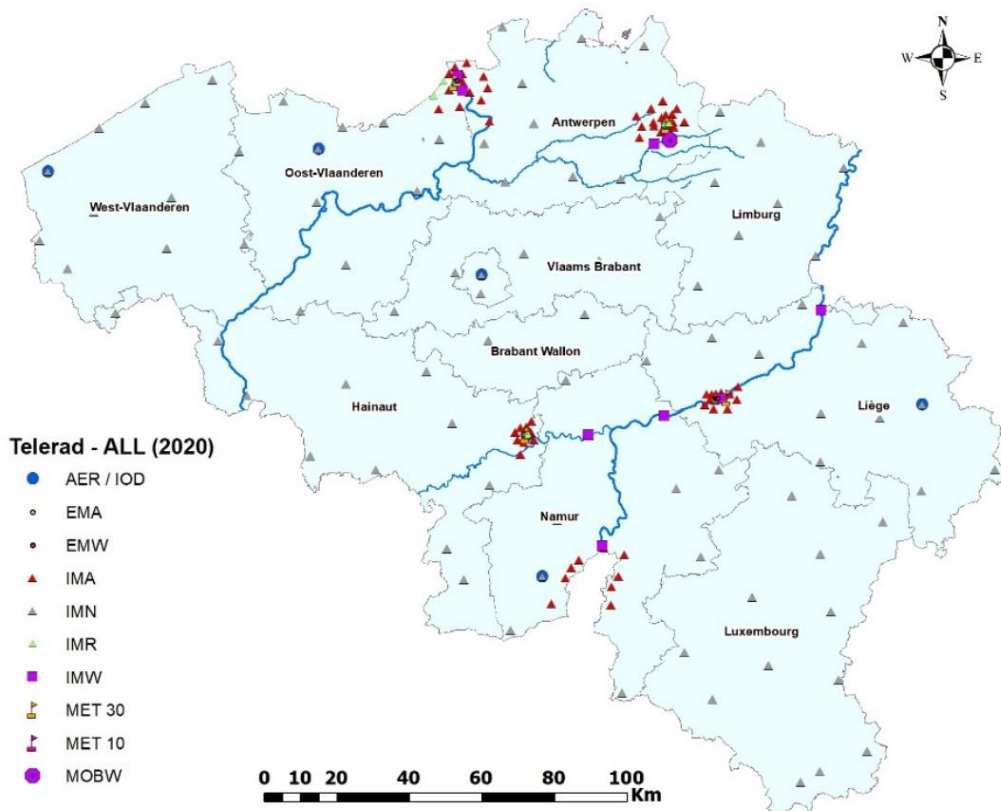 N
W E
S
Antwerpen
Oost-Vlaanderen
West-Vlaanderen
Limburg
Vlaams Brabant
Brabant Wallon
Hainaut
Liège
Namur
Luxembourg
Telerad - ALL (2020)
AER / IOD
EMA
EMW
IMA
IMN
IMR
IMW
MET 30
MET 10
MOBW
0 20 40 60 80 100
Km